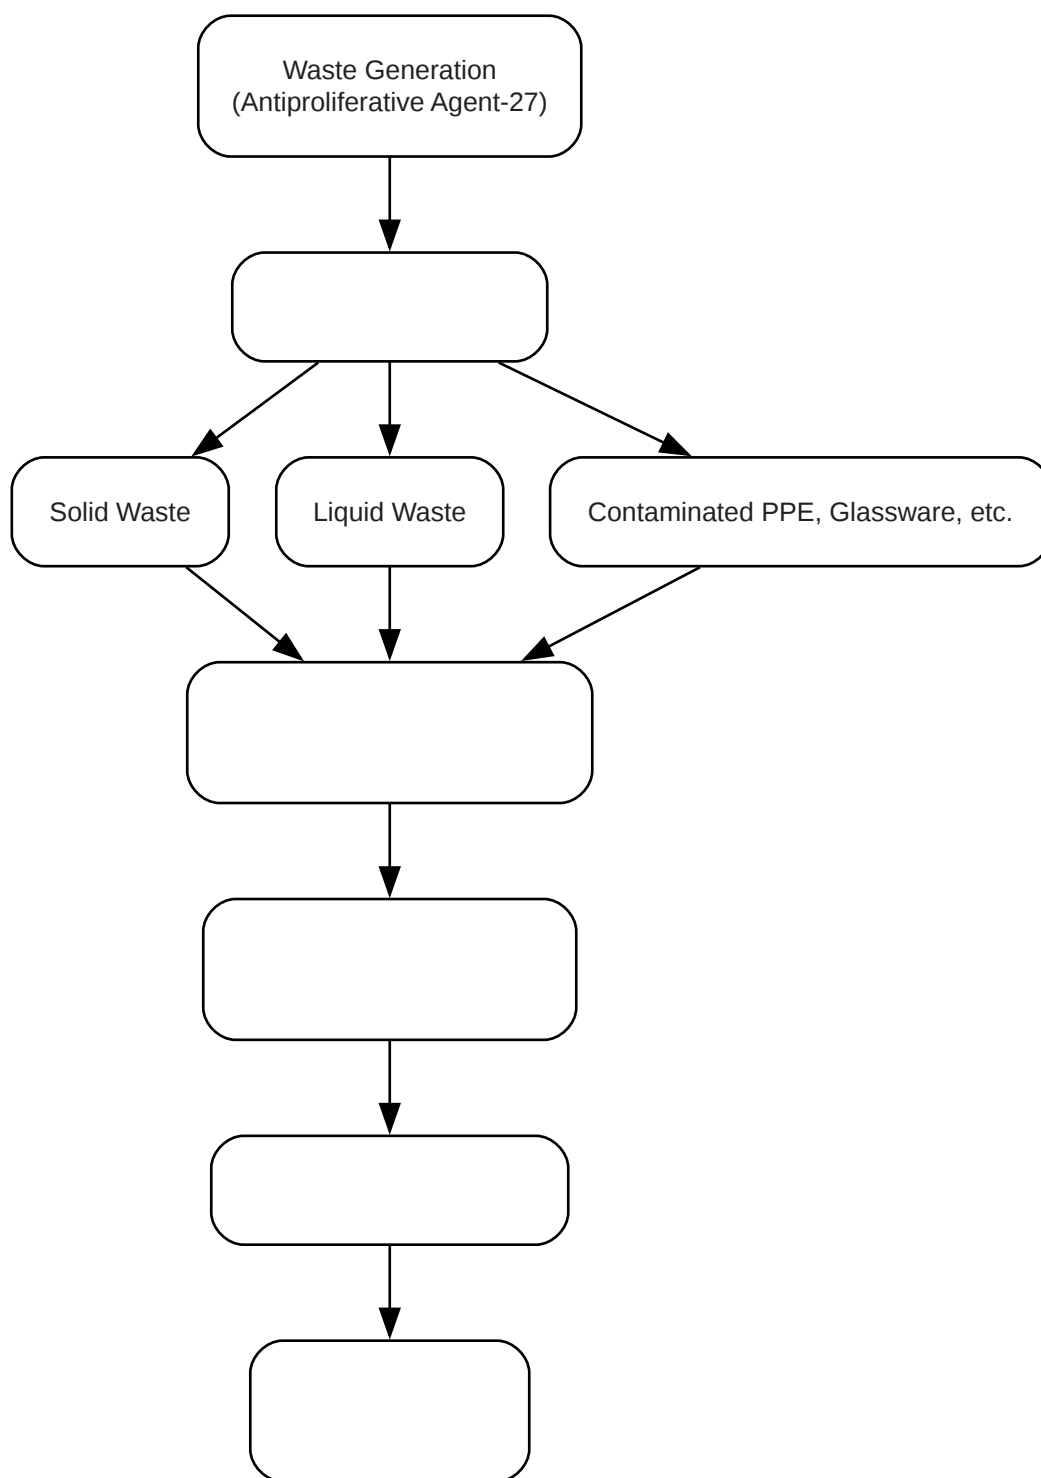 Waste Generation
(Antiproliferative Agent-27)
Solid Waste
Liquid Waste
Contaminated PPE, Glassware, etc.